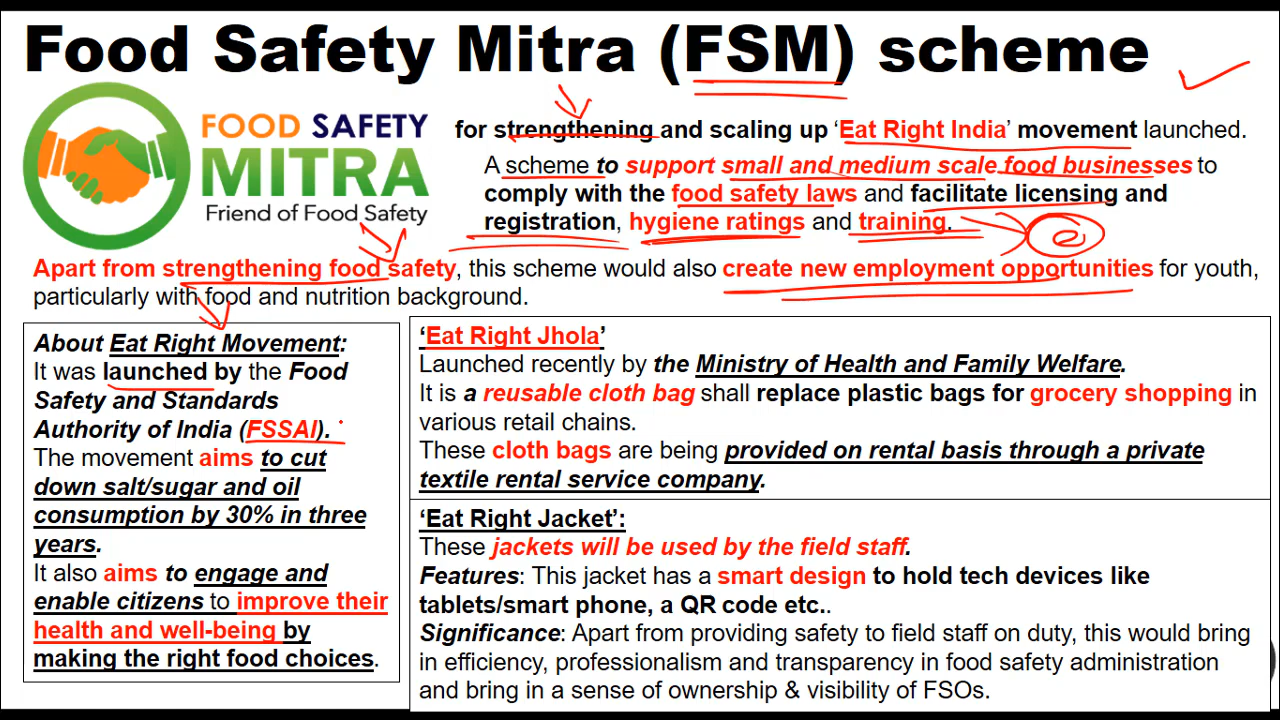 Food Safety Mitra (FSM) scheme
FOOD SAFETY
MITRA
Friend of Food Safety
for strengthening and scaling up ‘Eat Right India’ movement launched.
A scheme to support small and medium scale food businesses to
comply with the food safety laws and facilitate licensing and
registration, hygiene ratings and training.
Apart from strengthening food safety, this scheme would also create new employment opportunities for youth,
particularly with food and nutrition background.
About Eat Right Movement:
It was launched by the Food
Safety and Standards
Authority of India (FSSAI).
The movement aims to cut
down salt/sugar and oil
consumption by 30% in three
years.
It also aims to engage and
enable citizens to improve their
health and well-being by
making the right food choices.
‘Eat Right Jhola’
Launched recently by the Ministry of Health and Family Welfare.
It is a reusable cloth bag shall replace plastic bags for grocery shopping in
various retail chains.
These cloth bags are being provided on rental basis through a private
textile rental service company.
‘Eat Right Jacket’:
These jackets will be used by the field staff.
Features: This jacket has a smart design to hold tech devices like
tablets/smart phone, a QR code etc..
Significance: Apart from providing safety to field staff on duty, this would bring
in efficiency, professionalism and transparency in food safety administration
and bring in a sense of ownership & visibility of FSOs.